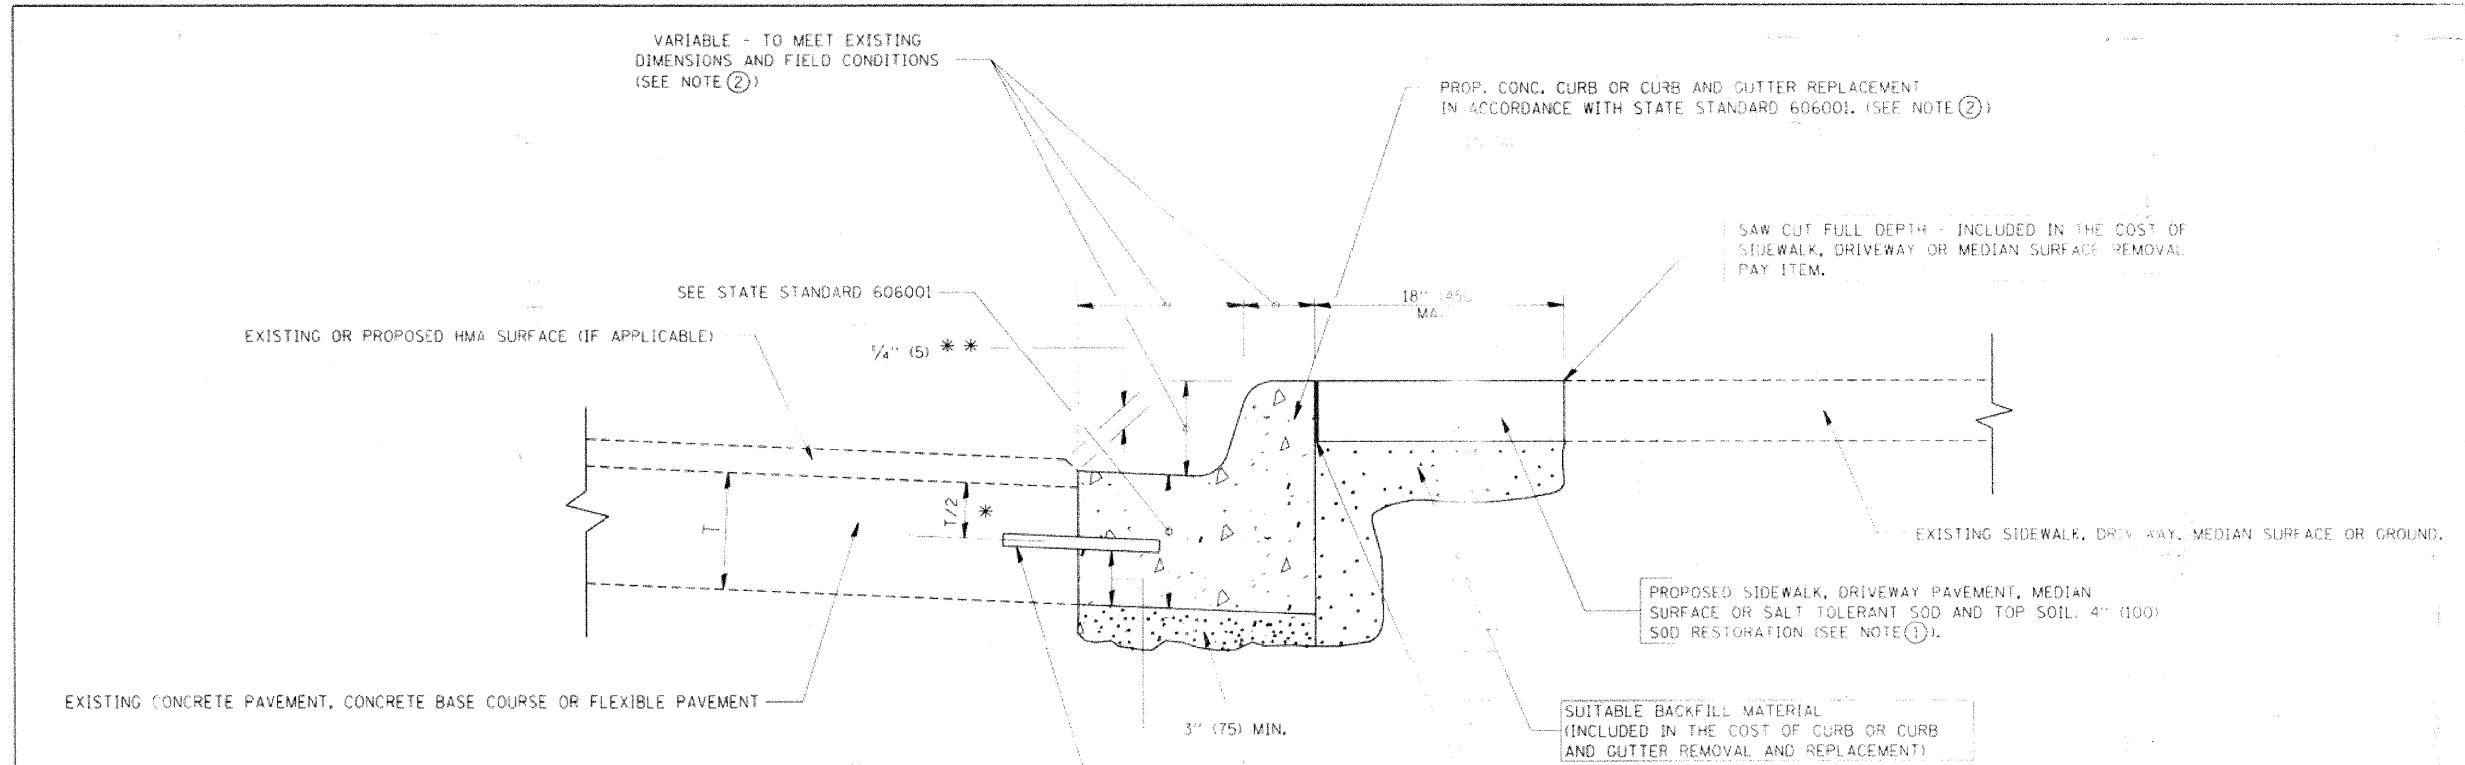 VARIABLE - TO MEET EXISTING
DIMENSIONS AND FIELD CONDITIONS
(SEE NOTE ②)
PROP. CONC. CURB OR CURB AND GUTTER REPLACEMENT
IN ACCORDANCE WITH STATE STANDARD 606001. (SEE NOTE ②)
SAW CUT FULL DEPTH - INCLUDED IN THE COST OF
SIDEWALK, DRIVEWAY OR MEDIAN SURFACE REMOVAL
PAY ITEM.
SEE STATE STANDARD 606001
18"
EXISTING OR PROPOSED HMA SURFACE (IF APPLICABLE)
1/4" (5) * *
T
T/2 *
EXISTING SIDEWALK, MEDIAN SURFACE OR GROUND.
PROPOSED SIDEWALK, DRIVEWAY PAVEMENT, MEDIAN
SURFACE OR SALT TOLERANT SOD AND TOP SOIL. 4" (100)
SOD RESTORATION (SEE NOTE ①).
EXISTING CONCRETE PAVEMENT, CONCRETE BASE COURSE OR FLEXIBLE PAVEMENT
3" (75) MIN.
SUITABLE BACKFILL MATERIAL
(INCLUDED IN THE COST OF CURB OR CURB
AND GUTTER REMOVAL AND REPLACEMENT)